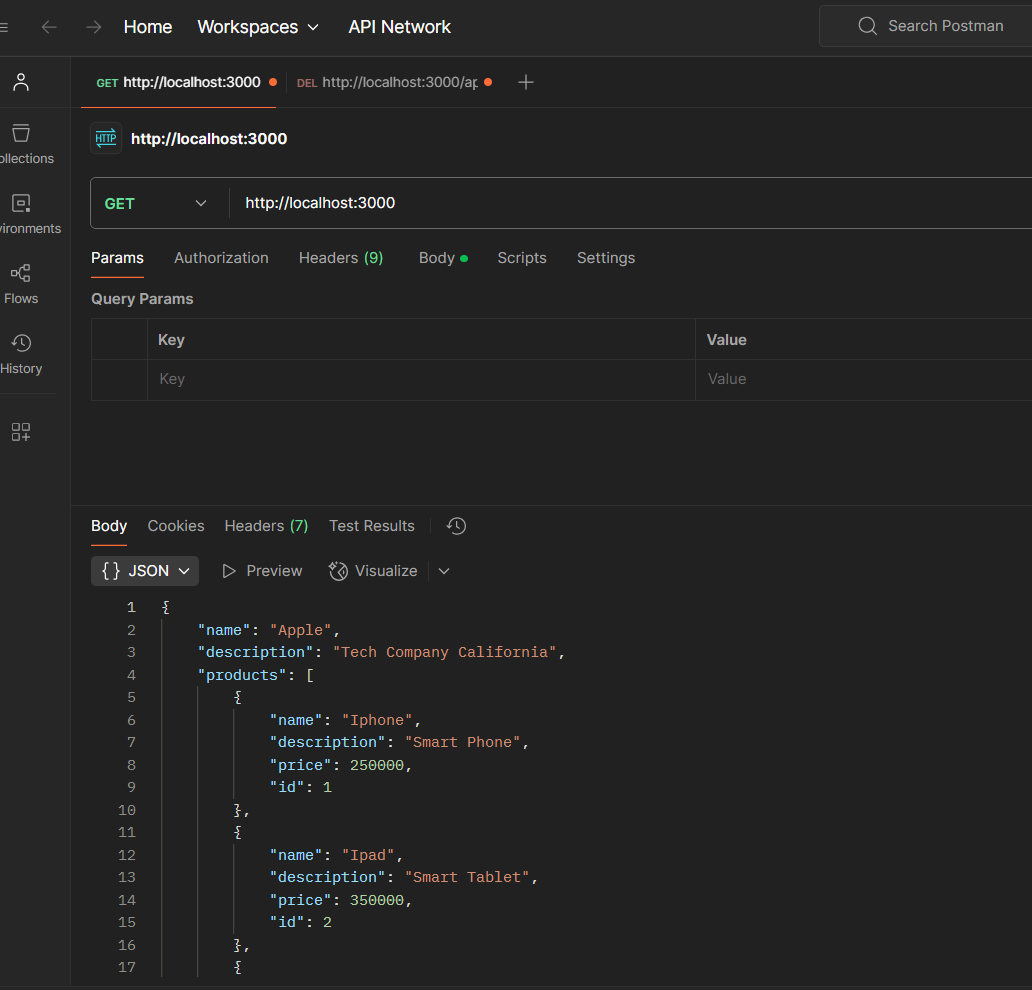 Home Workspaces API Network Search Postman
GET http://localhost:3000 DEL http://localhost:3000/ap
HTTP http://localhost:3000
ollections
GET http://localhost:3000
vironments
Params Authorization Headers (9) Body Scripts Settings
Flows
Query Params
Key Value
History
Key Value
Body Cookies Headers (7) Test Results
{ } JSON Preview Visualize
1 {
2 "name": "Apple",
3 "description": "Tech Company California",
4 "products": [
5 {
6 "name": "Iphone",
7 "description": "Smart Phone",
8 "price": 250000,
9 "id": 1
10 },
11 {
12 "name": "Ipad",
13 "description": "Smart Tablet",
14 "price": 350000,
15 "id": 2
16 },
17 {